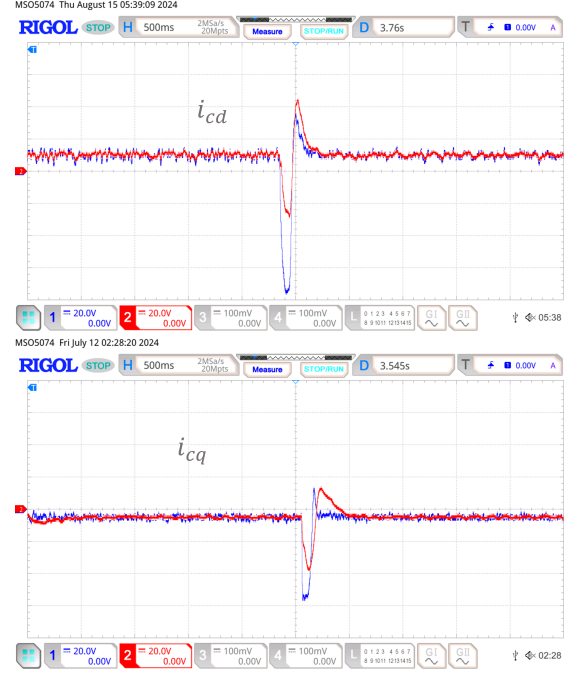 MSO5074 Thu August 15 05:39:09 2024
RIGOL STOP H 500ms 2MSa/s 20Mpts Measure STOP/RUN D 3.76s T 1 0.00V A
T
i_cd
2
1 20.0V 0.00V 2 20.0V 0.00V 3 100mV 0.00V 4 100mV 0.00V L 0 1 2 3 4 5 6 7 8 9 10 11 12 13 14 15 GI GII 05:38
MSO5074 Fri July 12 02:28:20 2024
RIGOL STOP H 500ms 2MSa/s 20Mpts Measure STOP/RUN D 3.545s T 1 0.00V A
T
i_cq
2
1 20.0V 0.00V 2 20.0V 0.00V 3 100mV 0.00V 4 100mV 0.00V L 0 1 2 3 4 5 6 7 8 9 10 11 12 13 14 15 GI GII 02:28